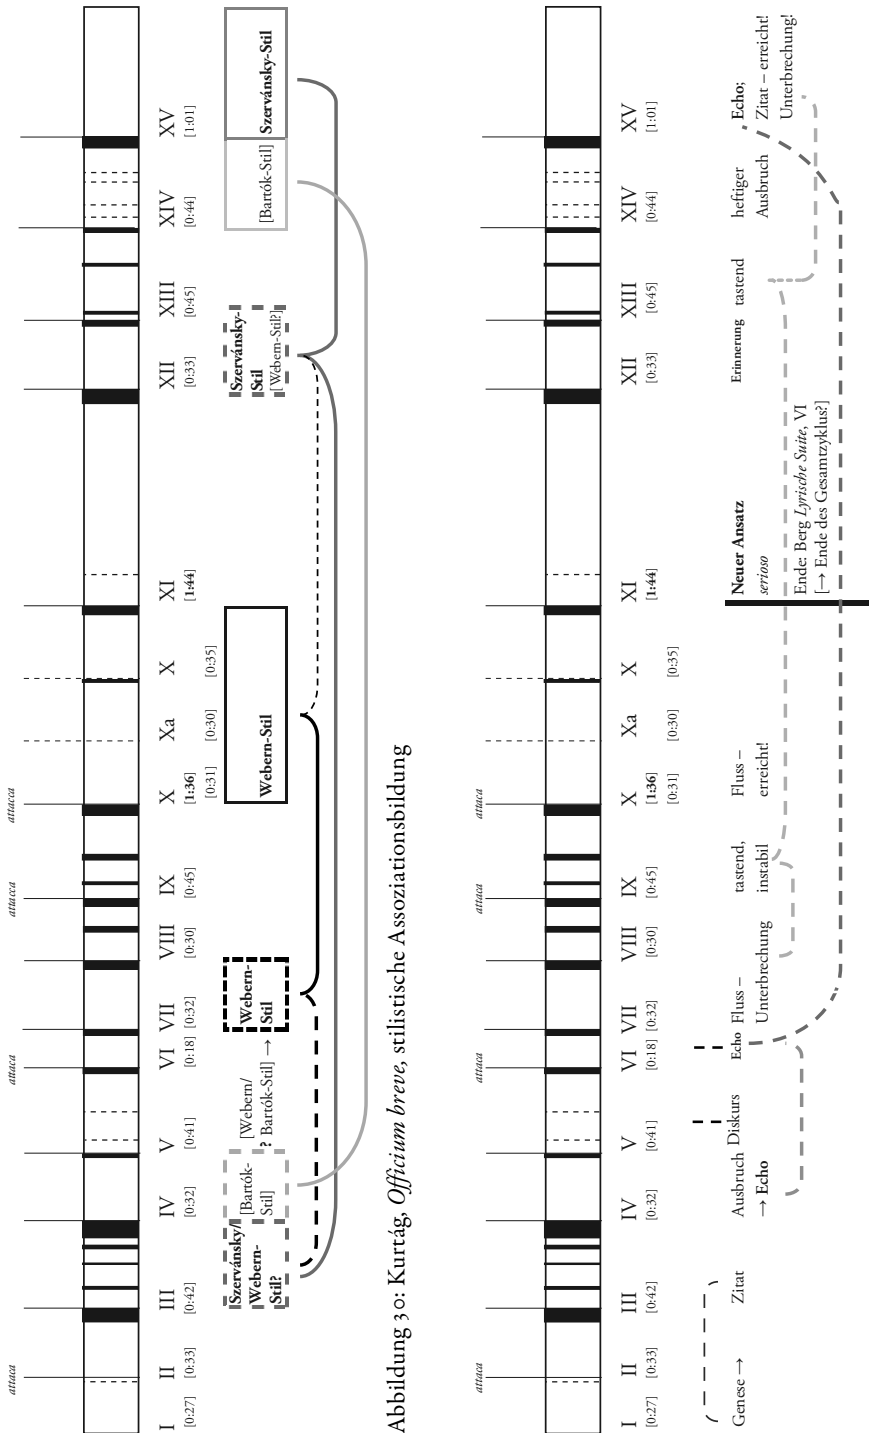 attaca attaca attacca attacca
I II III IV V VI VII VIII IX X Xa X XI XII XIII XIV XV
[0:27] [0:33] [0:42] [0:32] [0:41] [0:18] [0:32] [0:30] [0:45] [1:36] [1:44] [0:33] [0:45] [0:44] [1:01]
[0:31] [0:30] [0:35]
Szervánsky/
Webern-
Stil?
[Bartók-
Stil]
[Webern/
? Bartók-Stil] →
Webern-
Stil
Webern-Stil
Szervánsky-
Stil
[Webern-Stil?]
[Bartók-Stil]
Szervánsky-Stil
Abbildung 30: Kurtág, Officium breve, stilistische Assoziationsbildung
attaca attaca attaca attaca
I II III IV V VI VII VIII IX X Xa X XI XII XIII XIV XV
[0:27] [0:33] [0:42] [0:32] [0:41] [0:18] [0:32] [0:30] [0:45] [1:36] [1:44] [0:33] [0:45] [0:44] [1:01]
[0:31] [0:30] [0:35]
Genese →
Zitat
Ausbruch
→ Echo
Diskurs
Echo
Fluss –
Unterbrechung
tastend,
instabil
Fluss –
erreicht!
Neuer Ansatz
serioso
Ende: Berg Lyrische Suite, VI
[→ Ende des Gesamtzyklus?]
Erinnerung
tastend
heftiger
Ausbruch
Echo;
Zitat – erreicht!
Unterbrechung!